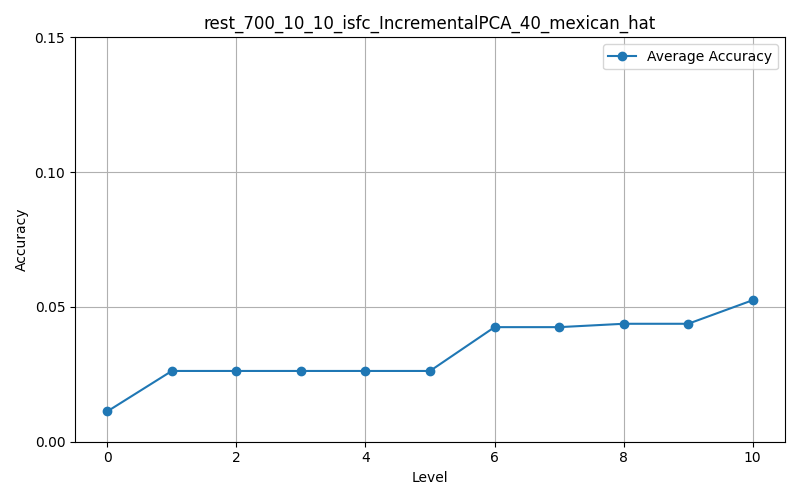 rest_700_10_10_isfc_IncrementalPCA_40_mexican_hat
Average Accuracy
0.15
0.10
0.05
0.00
Accuracy
0 2 4 6 8 10
Level